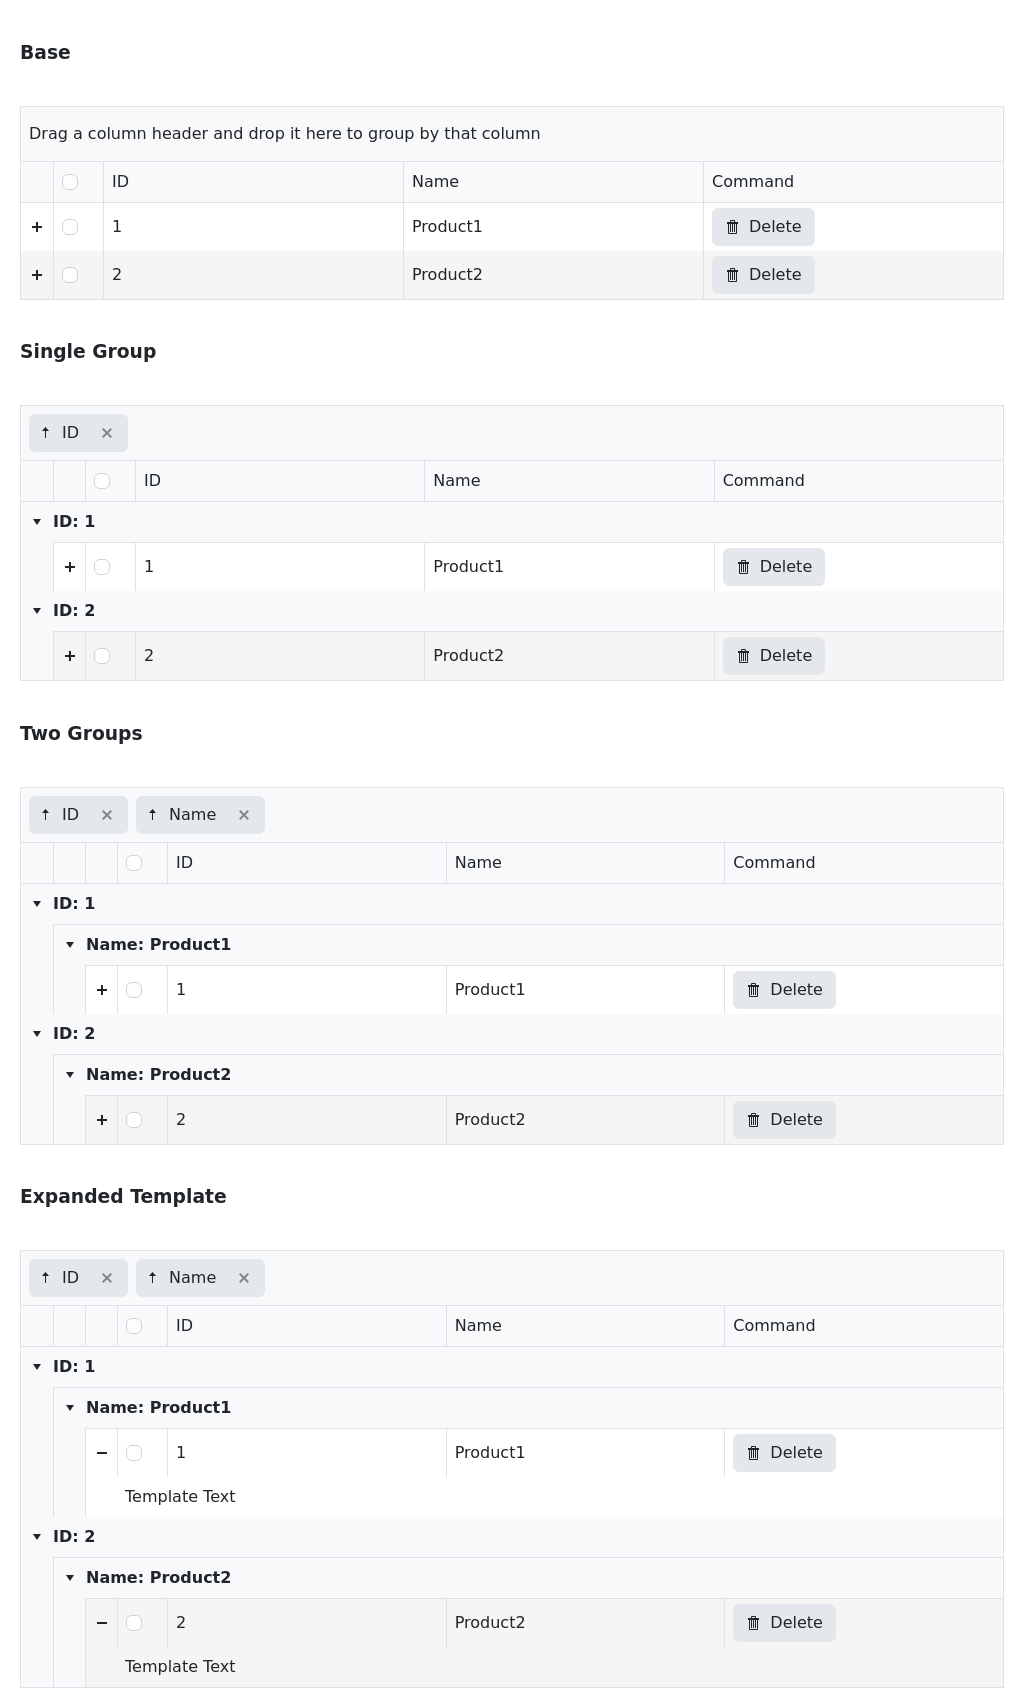 Base
Drag a column header and drop it here to group by that column
ID Name Command
1 Product1 Delete
2 Product2 Delete
Single Group
ID
ID Name Command
ID: 1
1 Product1 Delete
ID: 2
2 Product2 Delete
Two Groups
ID Name
ID Name Command
ID: 1
Name: Product1
1 Product1 Delete
ID: 2
Name: Product2
2 Product2 Delete
Expanded Template
ID Name
ID Name Command
ID: 1
Name: Product1
1 Product1 Delete
Template Text
ID: 2
Name: Product2
2 Product2 Delete
Template Text